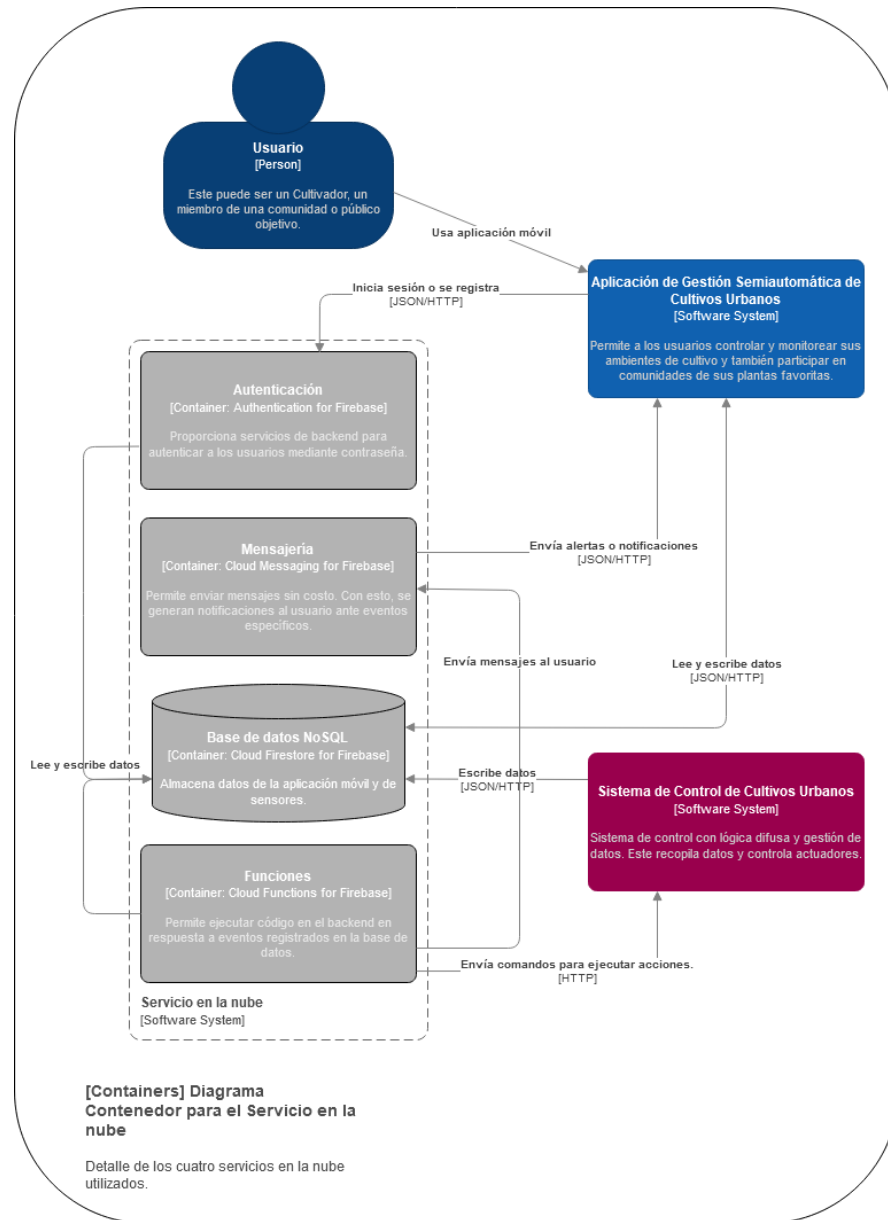 Usuario
[Person]
Este puede ser un Cultivador, un
miembro de una comunidad o público
objetivo.
Usa aplicación móvil
Aplicación de Gestión Semiautomática de
Cultivos Urbanos
[Software System]
Permite a los usuarios controlar y monitorear sus
ambientes de cultivo y también participar en
comunidades de sus plantas favoritas.
Inicia sesión o se registra
[JSON/HTTP]
Autenticación
[Container: Authentication for Firebase]
Proporciona servicios de backend para
autenticar a los usuarios mediante contraseña.
Mensajería
[Container: Cloud Messaging for Firebase]
Permite enviar mensajes sin costo. Con esto, se
generan notificaciones al usuario ante eventos
específicos.
Envía alertas o notificaciones
[JSON/HTTP]
Envía mensajes al usuario
Lee y escribe datos
[JSON/HTTP]
Base de datos NoSQL
[Container: Cloud Firestore for Firebase]
Almacena datos de la aplicación móvil y de
sensores.
Lee y escribe datos
Escribe datos
[JSON/HTTP]
Sistema de Control de Cultivos Urbanos
[Software System]
Sistema de control con lógica difusa y gestión de
datos. Este recopila datos y controla actuadores.
Funciones
[Container: Cloud Functions for Firebase]
Permite ejecutar código en el backend en
respuesta a eventos registrados en la base de
datos.
Envía comandos para ejecutar acciones.
[HTTP]
Servicio en la nube
[Software System]
[Containers] Diagrama
Contenedor para el Servicio en la
nube
Detalle de los cuatro servicios en la nube
utilizados.